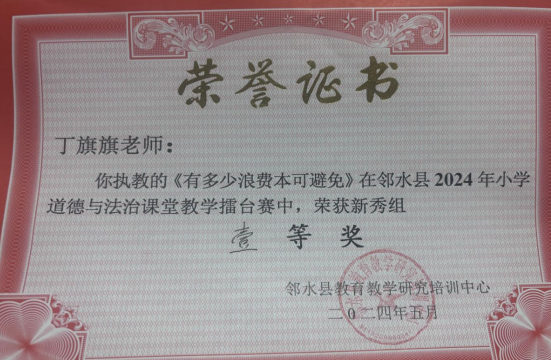 荣誉证书
丁旗旗老师：
你执教的《有多少浪费本可避免》在邻水县2024年小学
道德与法治课堂教学擂台赛中，荣获新秀组
壹等奖
邻水县教育教学研究培训中心
二0二四年五月